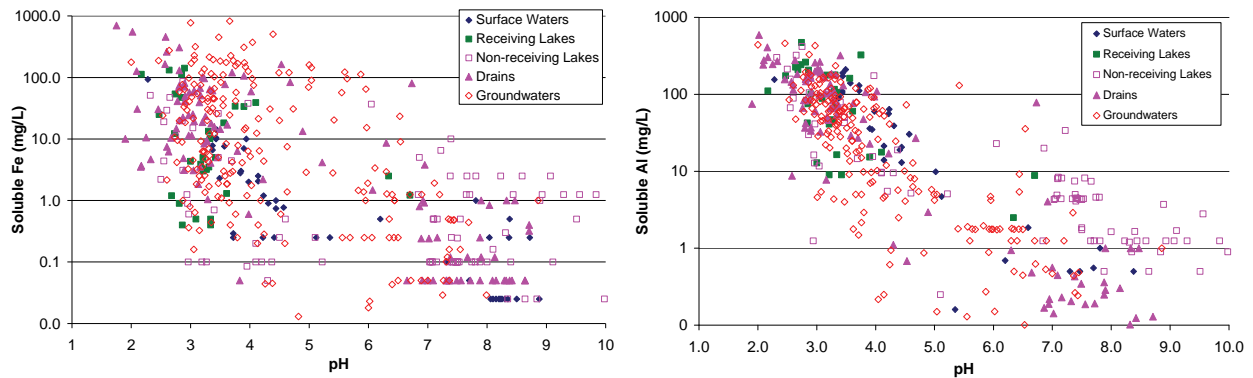 Soluble Fe (mg/L)
1000.0
100.0
10.0
1.0
0.1
0.0
1
2
3
4
5
6
7
8
9
10
pH
Surface Waters
Receiving Lakes
Non-receiving Lakes
Drains
Groundwaters
Soluble Al (mg/L)
1000
100
10
1
0
1.0
2.0
3.0
4.0
5.0
6.0
7.0
8.0
9.0
10.0
pH
Surface Waters
Receiving Lakes
Non-receiving Lakes
Drains
Groundwaters